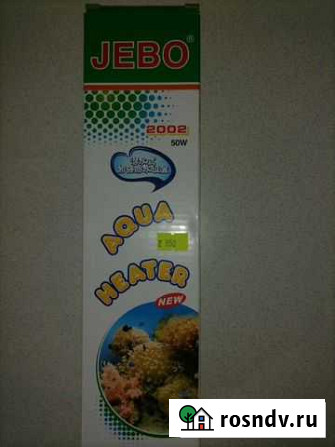 JEBO®
2002
50W
AQUA
HEATER
NEW
rosndv.ru